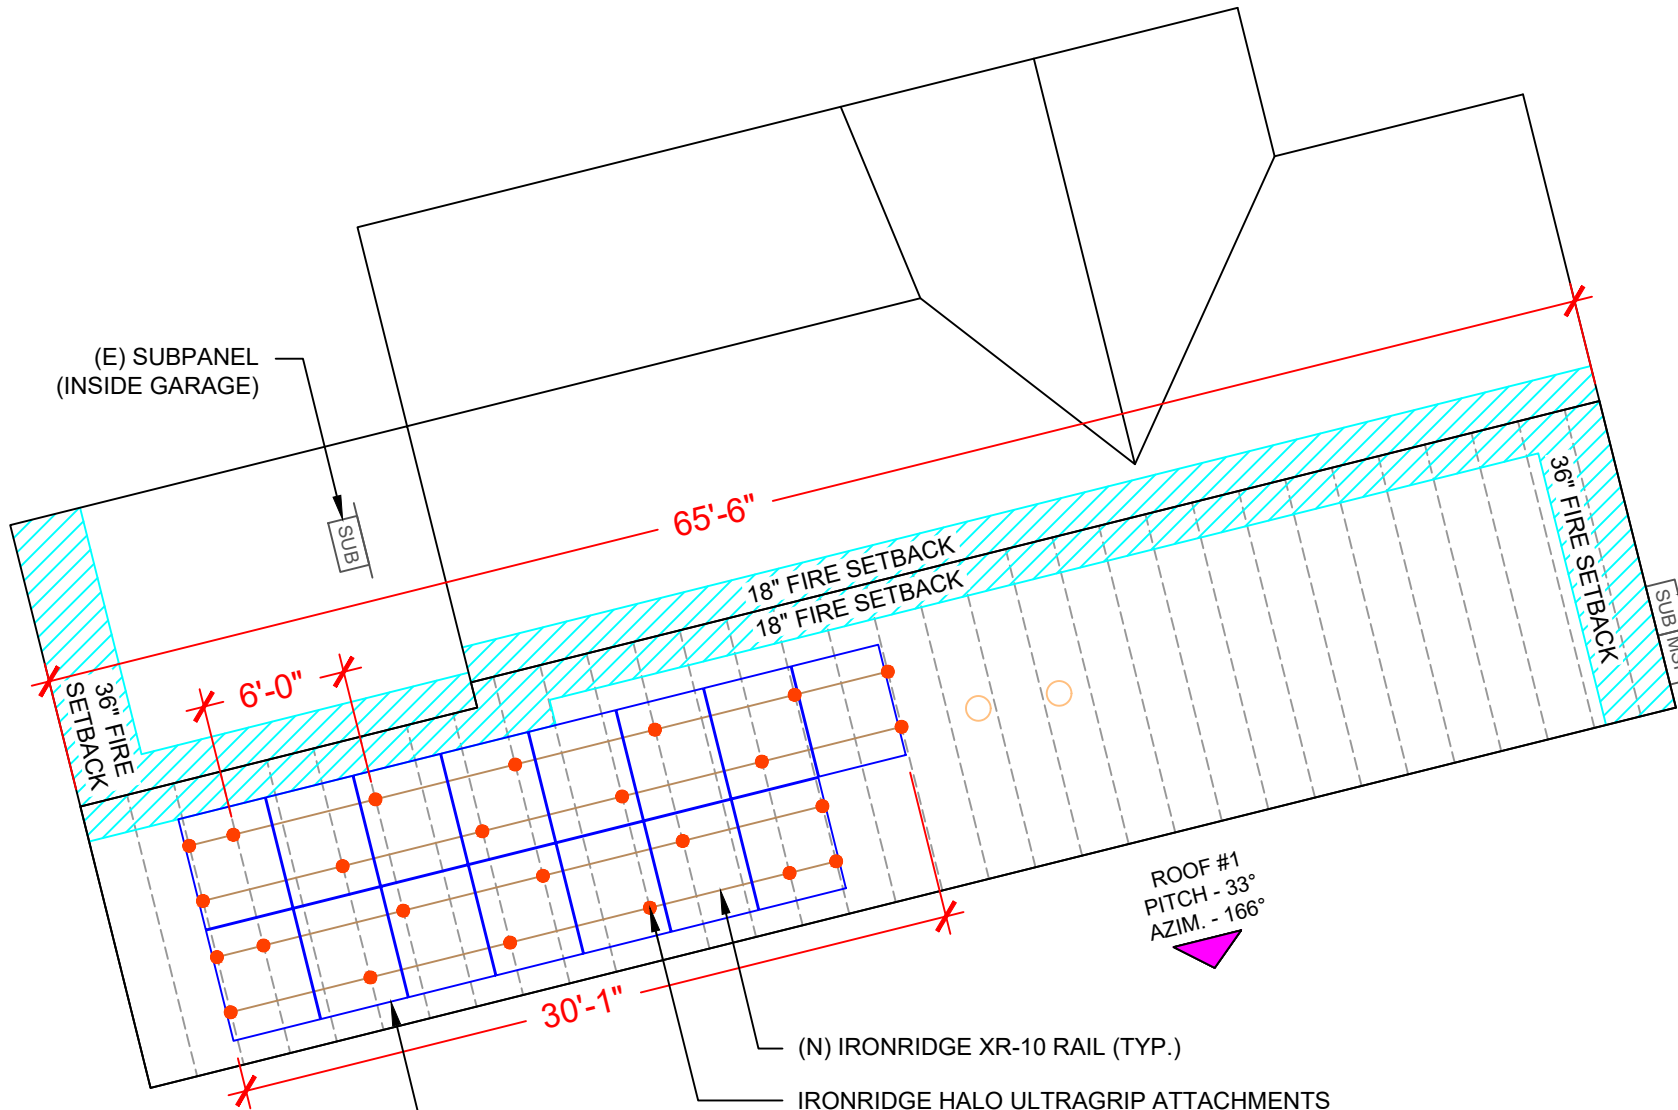 (E) SUBPANEL
(INSIDE GARAGE)
SUB
65'-6"
6'-0"
18" FIRE SETBACK
18" FIRE SETBACK
36" FIRE
SETBACK
36" FIRE SETBACK
SUB
ROOF #1
PITCH - 33°
AZIM. - 166°
30'-1"
(N) IRONRIDGE XR-10 RAIL (TYP.)
IRONRIDGE HALO ULTRAGRIP ATTACHMENTS